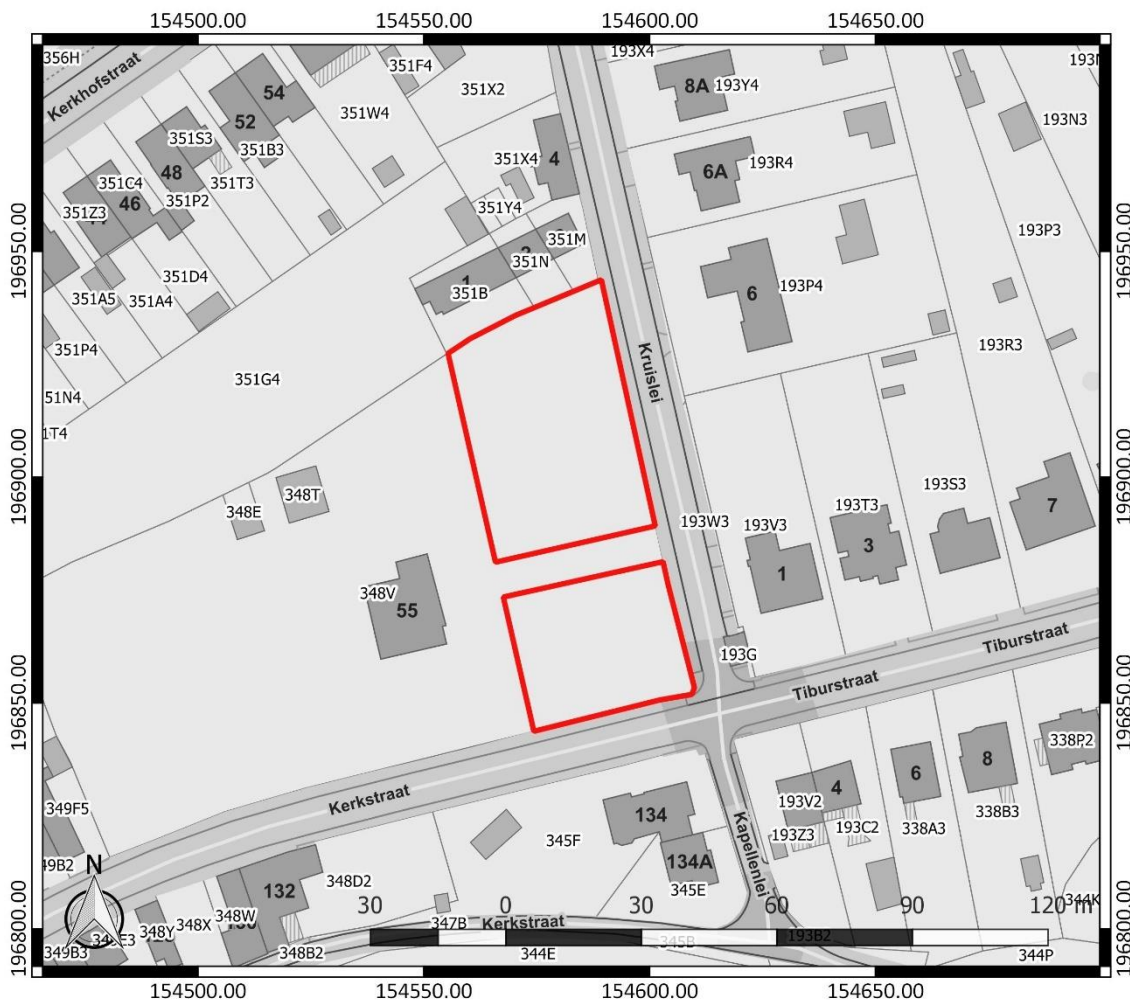 154500.00 154550.00 154600.00 154650.00
356H
Kerkhofstraat
351F4
193X4
54
351X2
8A 193Y4
52
351W4
193N3
351S3
351B3
48
351T3
351X4 4
193R4
351C4
6A
351P2
46
351Z3
351Y4
351M
193P3
2
351N
351D4
1
351B
6 193P4
351A5 351A4
351P4
193R3
351G4
Kruislei
51N4
1T4
348T
193S3
348E
193T3
7
193W3 193V3
3
1
348V
55
193G
Tiburstraat
Tiburstraat
338P2
8
6
4
Kerkstraat
134
193V2
349F5
193Z3 193C2
338A3
338B3
345F
Kapellenlei
49B2
134A
N
132
348D2
345E
348W
348X
348Y
347B
Kerkstraat
344K
349B3
348B2
344E
345B
193B2
344P
30 0 30 60 90 120 m
196950.00
196900.00
196850.00
196800.00
196950.00
196900.00
196850.00
196800.00
154500.00 154550.00 154600.00 154650.00